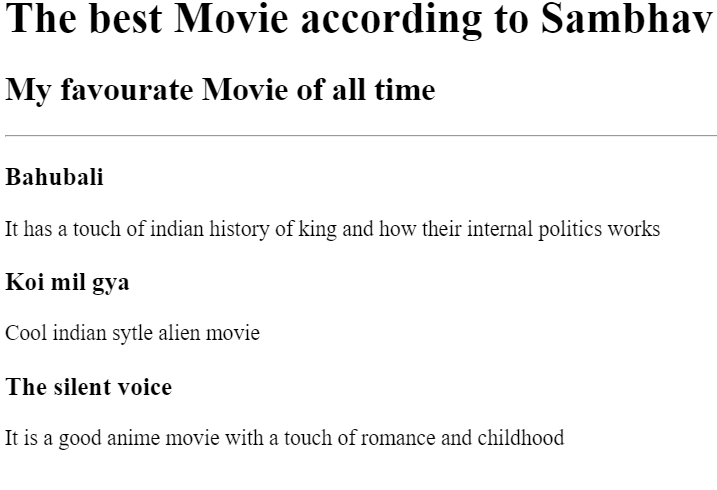 The best Movie according to Sambhav
My favourate Movie of all time
Bahubali
It has a touch of indian history of king and how their internal politics works
Koi mil gya
Cool indian sytle alien movie
The silent voice
It is a good anime movie with a touch of romance and childhood